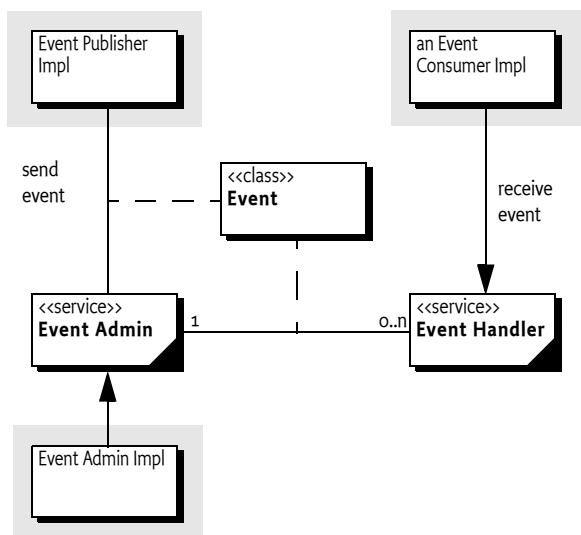 Event Publisher
Impl
an Event
Consumer Impl
send
event
<<class>>
Event
receive
event
<<service>>
Event Admin
1
0..n
<<service>>
Event Handler
Event Admin Impl